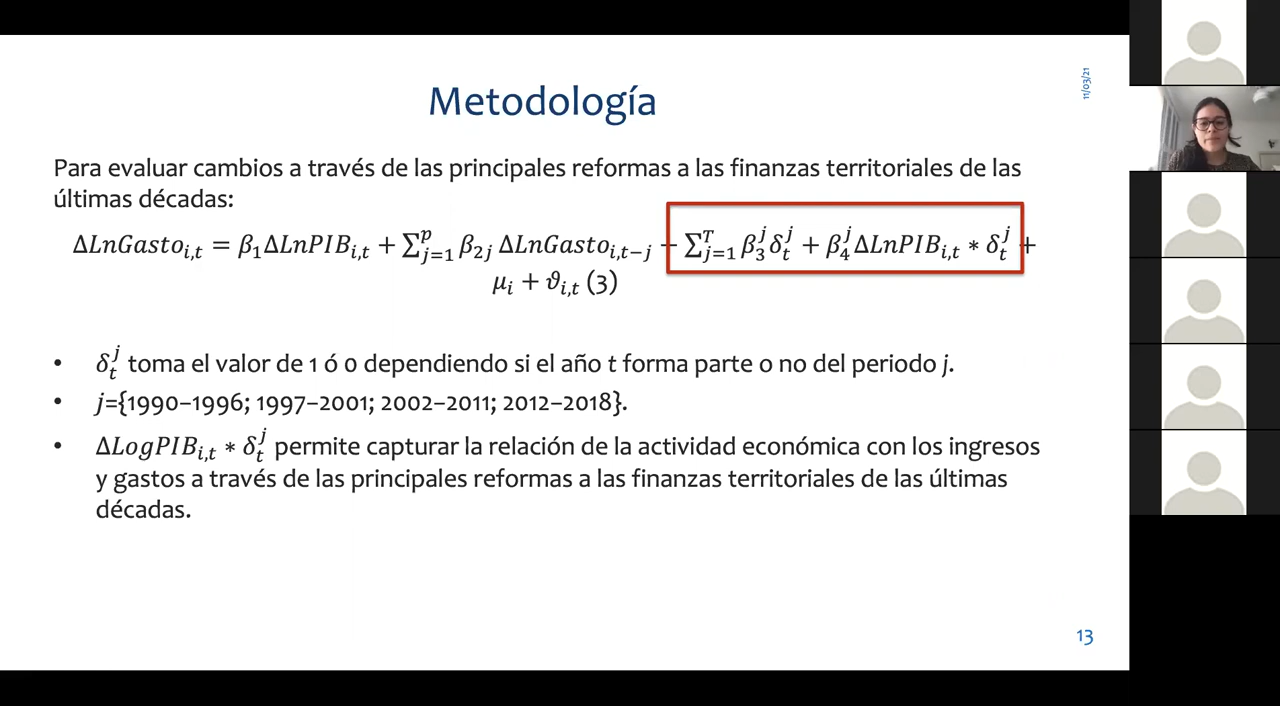 11/03/21
Metodología
Para evaluar cambios a través de las principales reformas a las finanzas territoriales de las
últimas décadas:
ΔLnGasto_{i,t} = β_1ΔLnPIB_{i,t} + ∑_{j=1}^{p} β_{2j} ΔLnGasto_{i,t−j} + ∑_{j=1}^{T} β_3^j δ_t^j + β_4^j ΔLnPIB_{i,t} * δ_t^j +
μ_i + ϑ_{i,t} (3)
• δ_t^j toma el valor de 1 ó 0 dependiendo si el año t forma parte o no del periodo j.
• j={1990–1996; 1997–2001; 2002–2011; 2012–2018}.
• ΔLogPIB_{i,t} * δ_t^j permite capturar la relación de la actividad económica con los ingresos
y gastos a través de las principales reformas a las finanzas territoriales de las últimas
décadas.
13